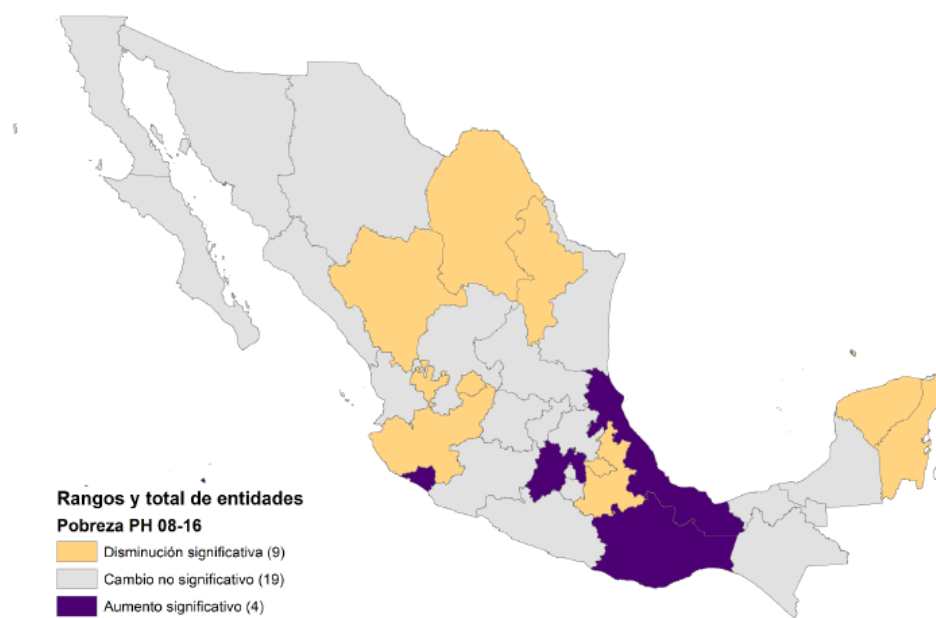 Rangos y total de entidades
Pobreza PH 08-16
Disminución significativa (9)
Cambio no significativo (19)
Aumento significativo (4)